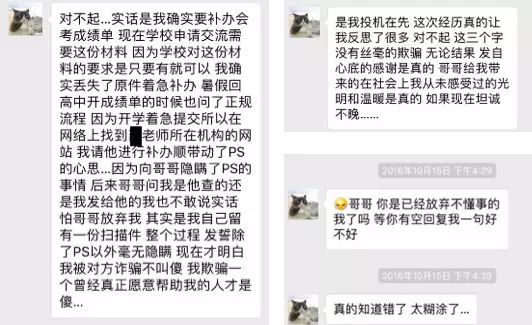 对不起...实话是我确实要补办会
考成绩单 现在学校申请交流需
要这份材料 因为学校对这份材
料的要求是只要有就可以 我确
实丢失了原件着急补办 暑假回
高中开成绩单的时候也问了正规
流程 因为开学着急提交所以在
网络上找到 老师所在机构的网
站 我请他进行补办顺带动了PS
的心思...因为向哥哥隐瞒了PS的
事情 后来哥哥问我是他查的还
是我发给他的我也不敢说实话
怕哥哥放弃我 其实是我自己留
有一份扫描件 整个过程 发誓除
了PS以外毫无隐瞒 现在才明白
我被对方诈骗不叫傻 我欺骗一
个曾经真正愿意帮助我的人才是
傻...
是我投机在先 这次经历真的让
我反思了很多 对不起 这三个字
没有丝毫的欺骗 无论结果 发自
心底的感谢是真的 哥哥给我带
来的在社会上我从未感受过的光
明和温暖是真的 如果现在坦诚
不晚......
2016年10月15日 下午4:29
哥哥 你是已经放弃不懂事的
我了吗 等你有空回复我一句好
不好
2016年10月15日 下午4:39
真的知道错了 太糊涂了...